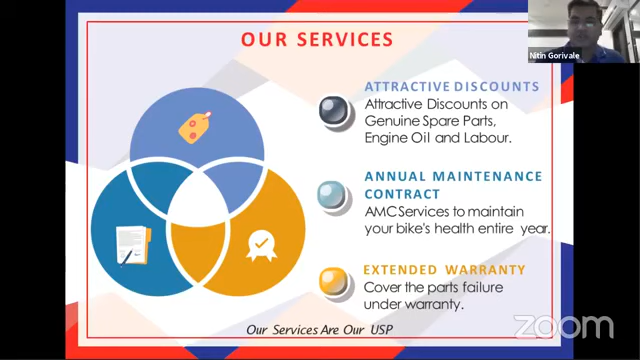 OUR SERVICES
Nitin Gorivale
ATTRACTIVE DISCOUNTS
Attractive Discounts on
Genuine Spare Parts,
Engine Oil and Labour.
ANNUAL MAINTENANCE
CONTRACT
AMC Services to maintain
your bike's health entire year.
EXTENDED WARRANTY
Cover the parts failure
under warranty.
Our Services Are Our USP
zoom